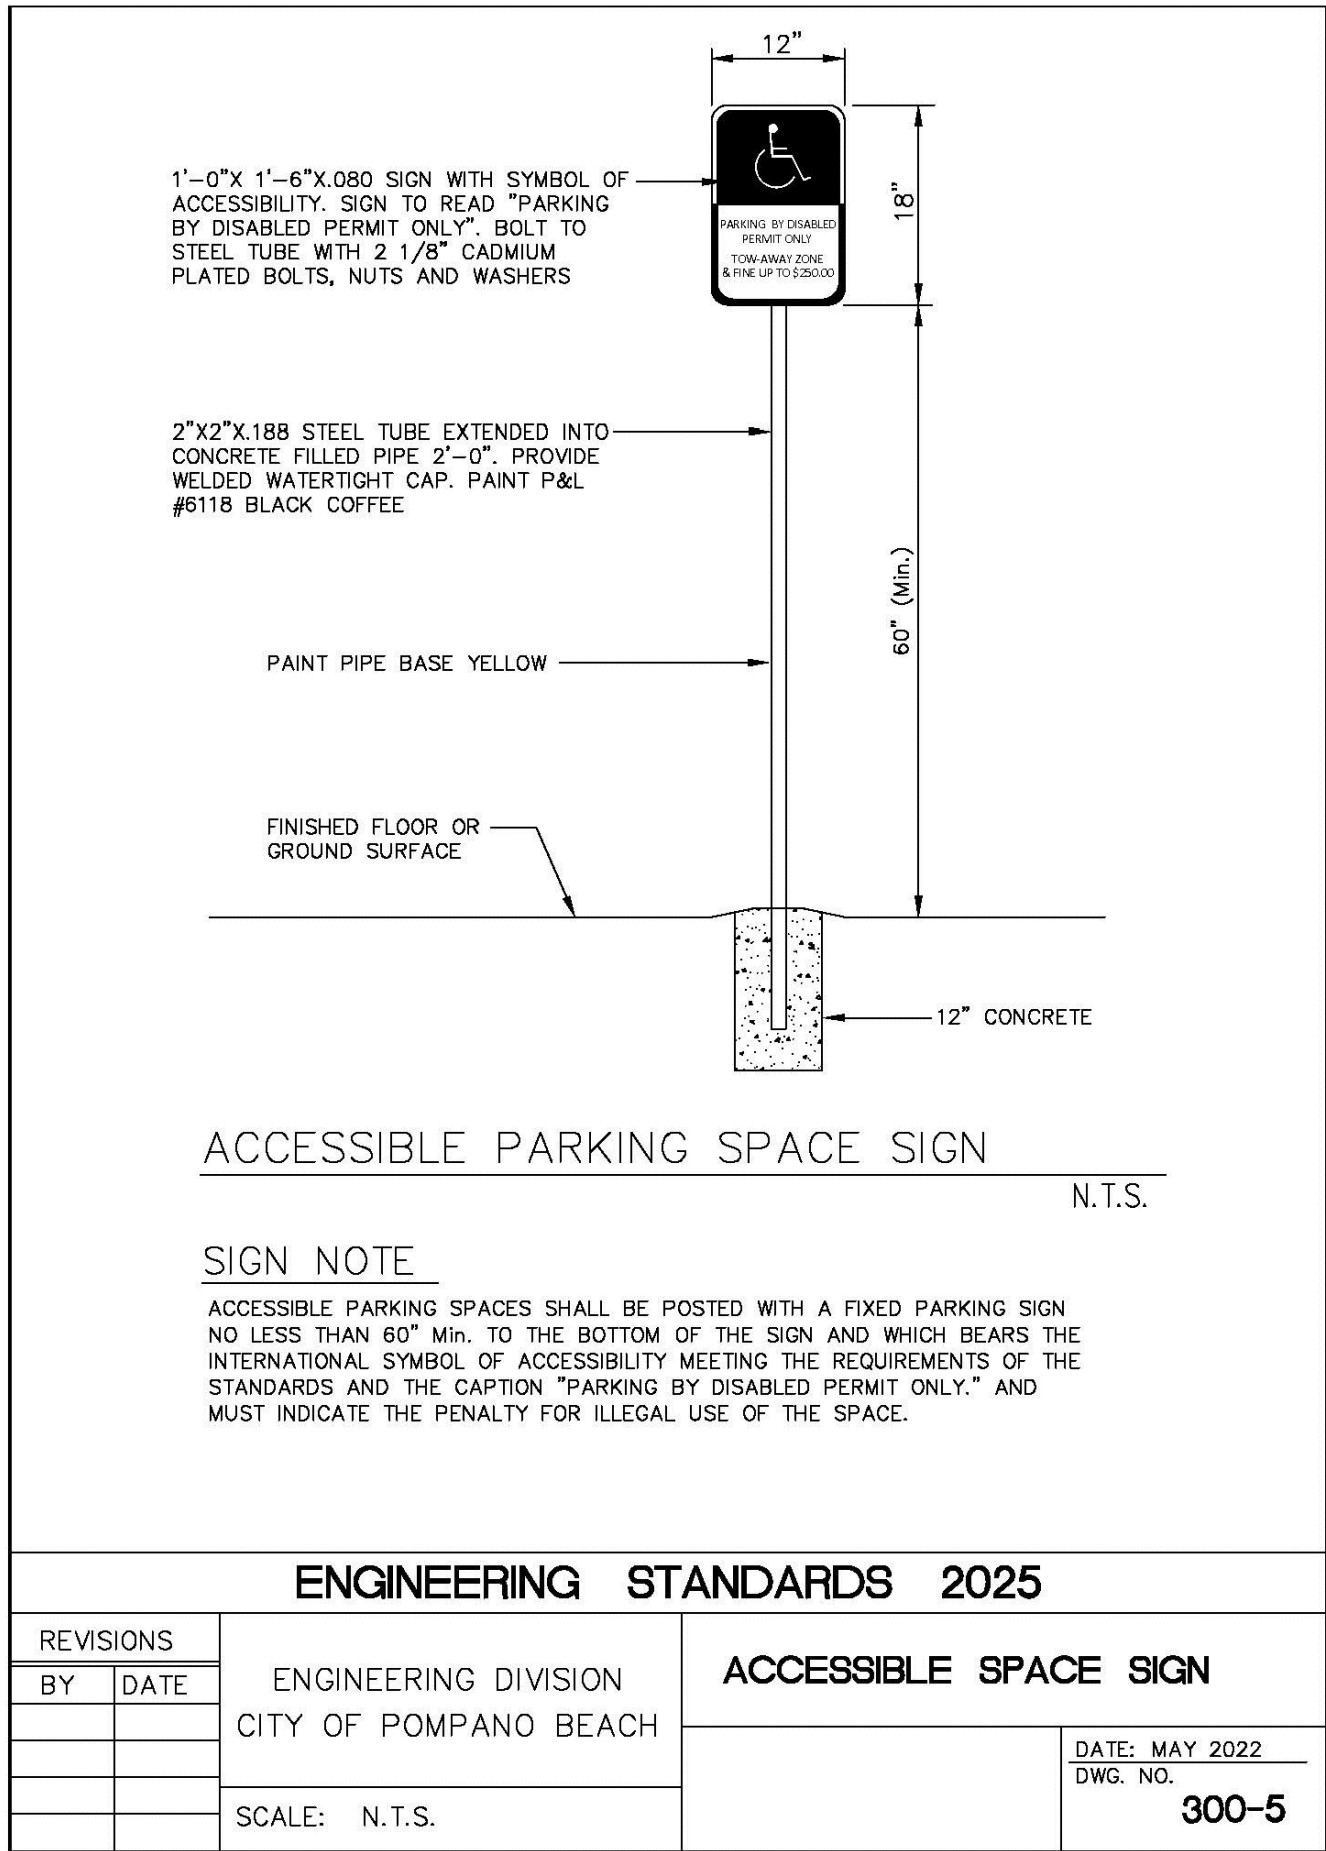 12"
1'-0"X 1'-6"X.080 SIGN WITH SYMBOL OF
ACCESSIBILITY. SIGN TO READ "PARKING
BY DISABLED PERMIT ONLY". BOLT TO
STEEL TUBE WITH 2 1/8" CADMIUM
PLATED BOLTS, NUTS AND WASHERS
18"
PARKING BY DISABLED
PERMIT ONLY
TOW-AWAY ZONE
& FINE UP TO $250.00
2"X2"X.188 STEEL TUBE EXTENDED INTO
CONCRETE FILLED PIPE 2'-0". PROVIDE
WELDED WATERTIGHT CAP. PAINT P&L
#6118 BLACK COFFEE
60" (Min.)
PAINT PIPE BASE YELLOW
FINISHED FLOOR OR
GROUND SURFACE
12" CONCRETE
ACCESSIBLE PARKING SPACE SIGN
N.T.S.
SIGN NOTE
ACCESSIBLE PARKING SPACES SHALL BE POSTED WITH A FIXED PARKING SIGN
NO LESS THAN 60" Min. TO THE BOTTOM OF THE SIGN AND WHICH BEARS THE
INTERNATIONAL SYMBOL OF ACCESSIBILITY MEETING THE REQUIREMENTS OF THE
STANDARDS AND THE CAPTION "PARKING BY DISABLED PERMIT ONLY." AND
MUST INDICATE THE PENALTY FOR ILLEGAL USE OF THE SPACE.
ENGINEERING STANDARDS 2025
REVISIONS
BY DATE
ENGINEERING DIVISION
CITY OF POMPANO BEACH
SCALE: N.T.S.
ACCESSIBLE SPACE SIGN
DATE: MAY 2022
DWG. NO.
300-5